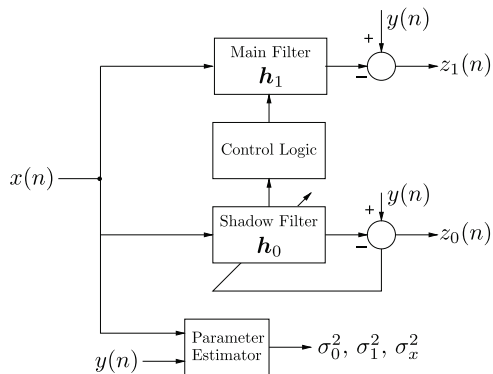 y(n)
+
Main Filter
h₁
−
z₁(n)
Control Logic
x(n)
y(n)
+
Shadow Filter
h₀
−
z₀(n)
Parameter
Estimator
y(n)
σ₀², σ₁², σₓ²